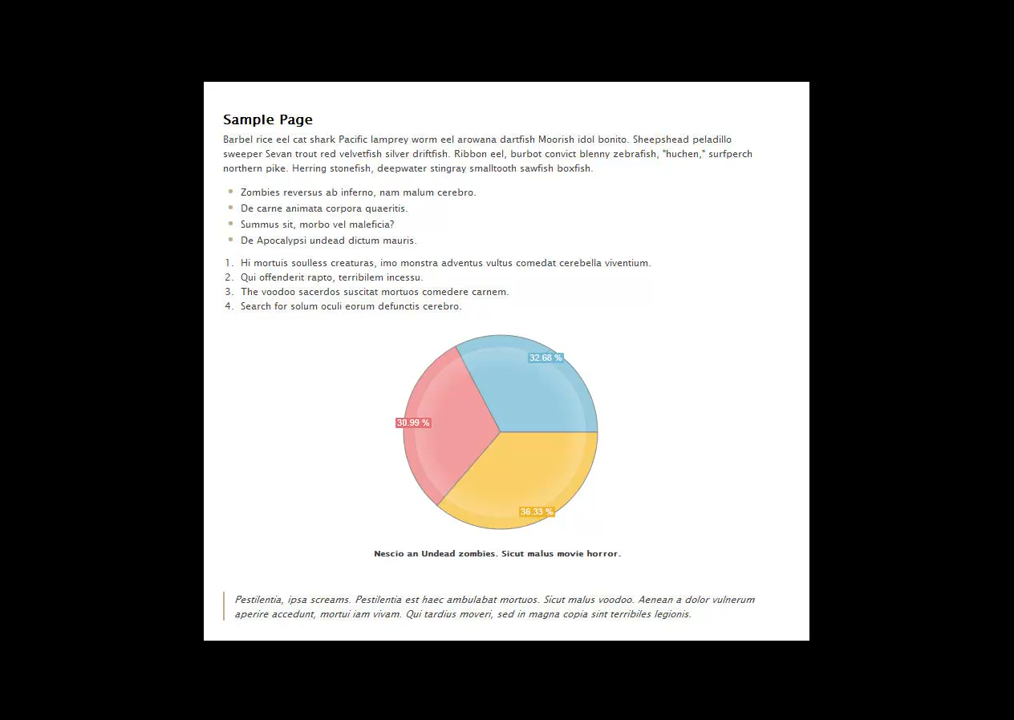 Sample Page
Barbel rice eel cat shark Pacific lamprey worm eel arowana dartfish Moorish idol bonito. Sheepshead peladillo
sweeper Sevan trout red velvetfish silver driftfish. Ribbon eel, burbot convict blenny zebrafish, "huchen," surfperch
northern pike. Herring stonefish, deepwater stingray smalltooth sawfish boxfish.
Zombies reversus ab inferno, nam malum cerebro.
De carne animata corpora quaeritis.
Summus sit, morbo vel maleficia?
De Apocalypsi undead dictum mauris.
1. Hi mortuis soulless creaturas, imo monstra adventus vultus comedat cerebella viventium.
2. Qui offenderit rapto, terribilem incessu.
3. The voodoo sacerdos suscitat mortuos comedere carnem.
4. Search for solum oculi eorum defunctis cerebro.
32.68 %
30.99 %
36.33 %
Nescio an Undead zombies. Sicut malus movie horror.
Pestilentia, ipsa screams. Pestilentia est haec ambulabat mortuos. Sicut malus voodoo. Aenean a dolor vulnerum
aperire accedunt, mortui iam vivam. Qui tardius moveri, sed in magna copia sint terribiles legionis.